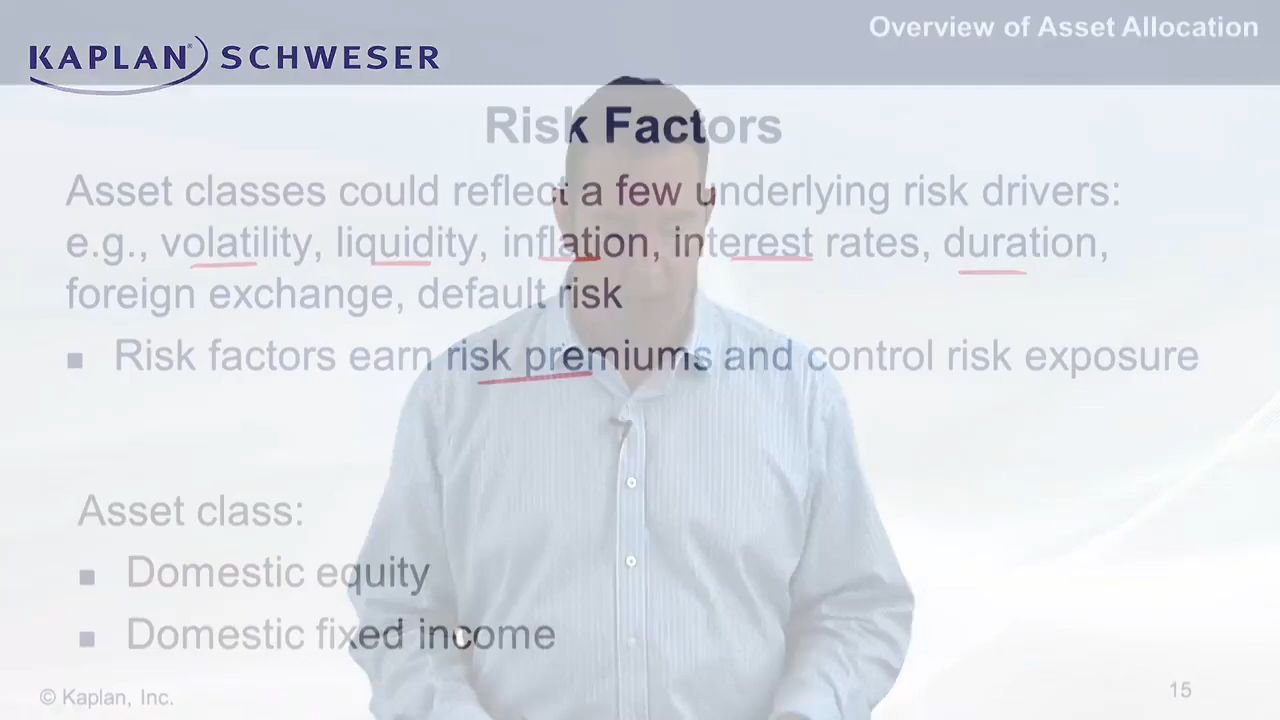 Overview of Asset Allocation
KAPLAN SCHWESER
Risk Factors
Asset classes could reflect a few underlying risk drivers:
e.g., volatility, liquidity, inflation, interest rates, duration,
foreign exchange, default risk
■ Risk factors earn risk premiums and control risk exposure
Asset class:
■ Domestic equity
■ Domestic fixed income
© Kaplan, Inc.
15